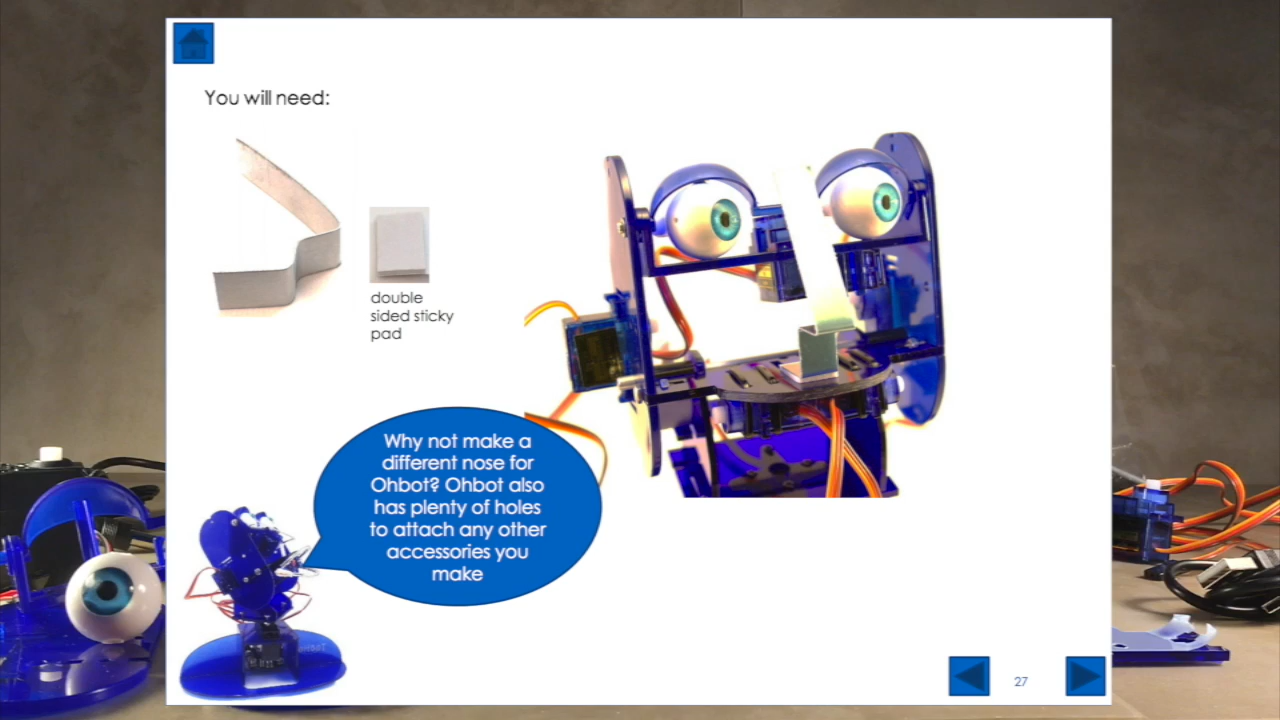 You will need:
double
sided sticky
pad
Why not make a
different nose for
Ohbot? Ohbot also
has plenty of holes
to attach any other
accessories you
make
27